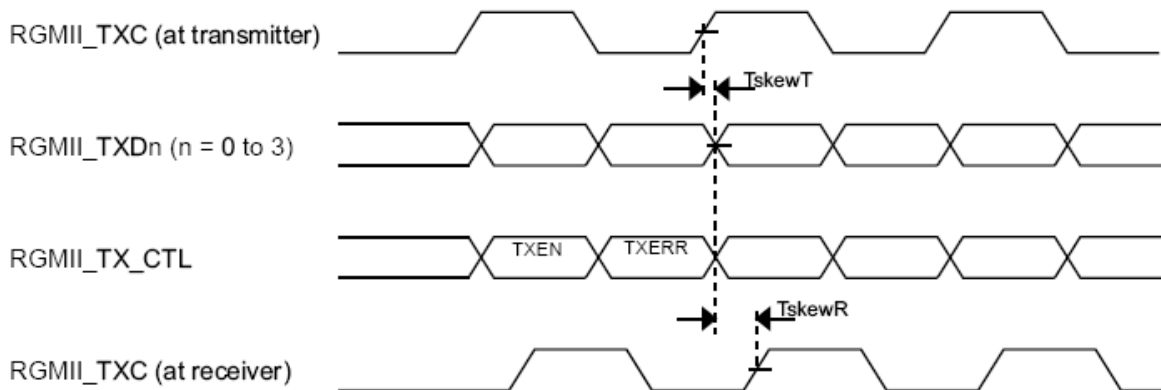 RGMII_TXC (at transmitter)
TskewT
RGMII_TXDn (n = 0 to 3)
RGMII_TX_CTL
TXEN
TXERR
TskewR
RGMII_TXC (at receiver)